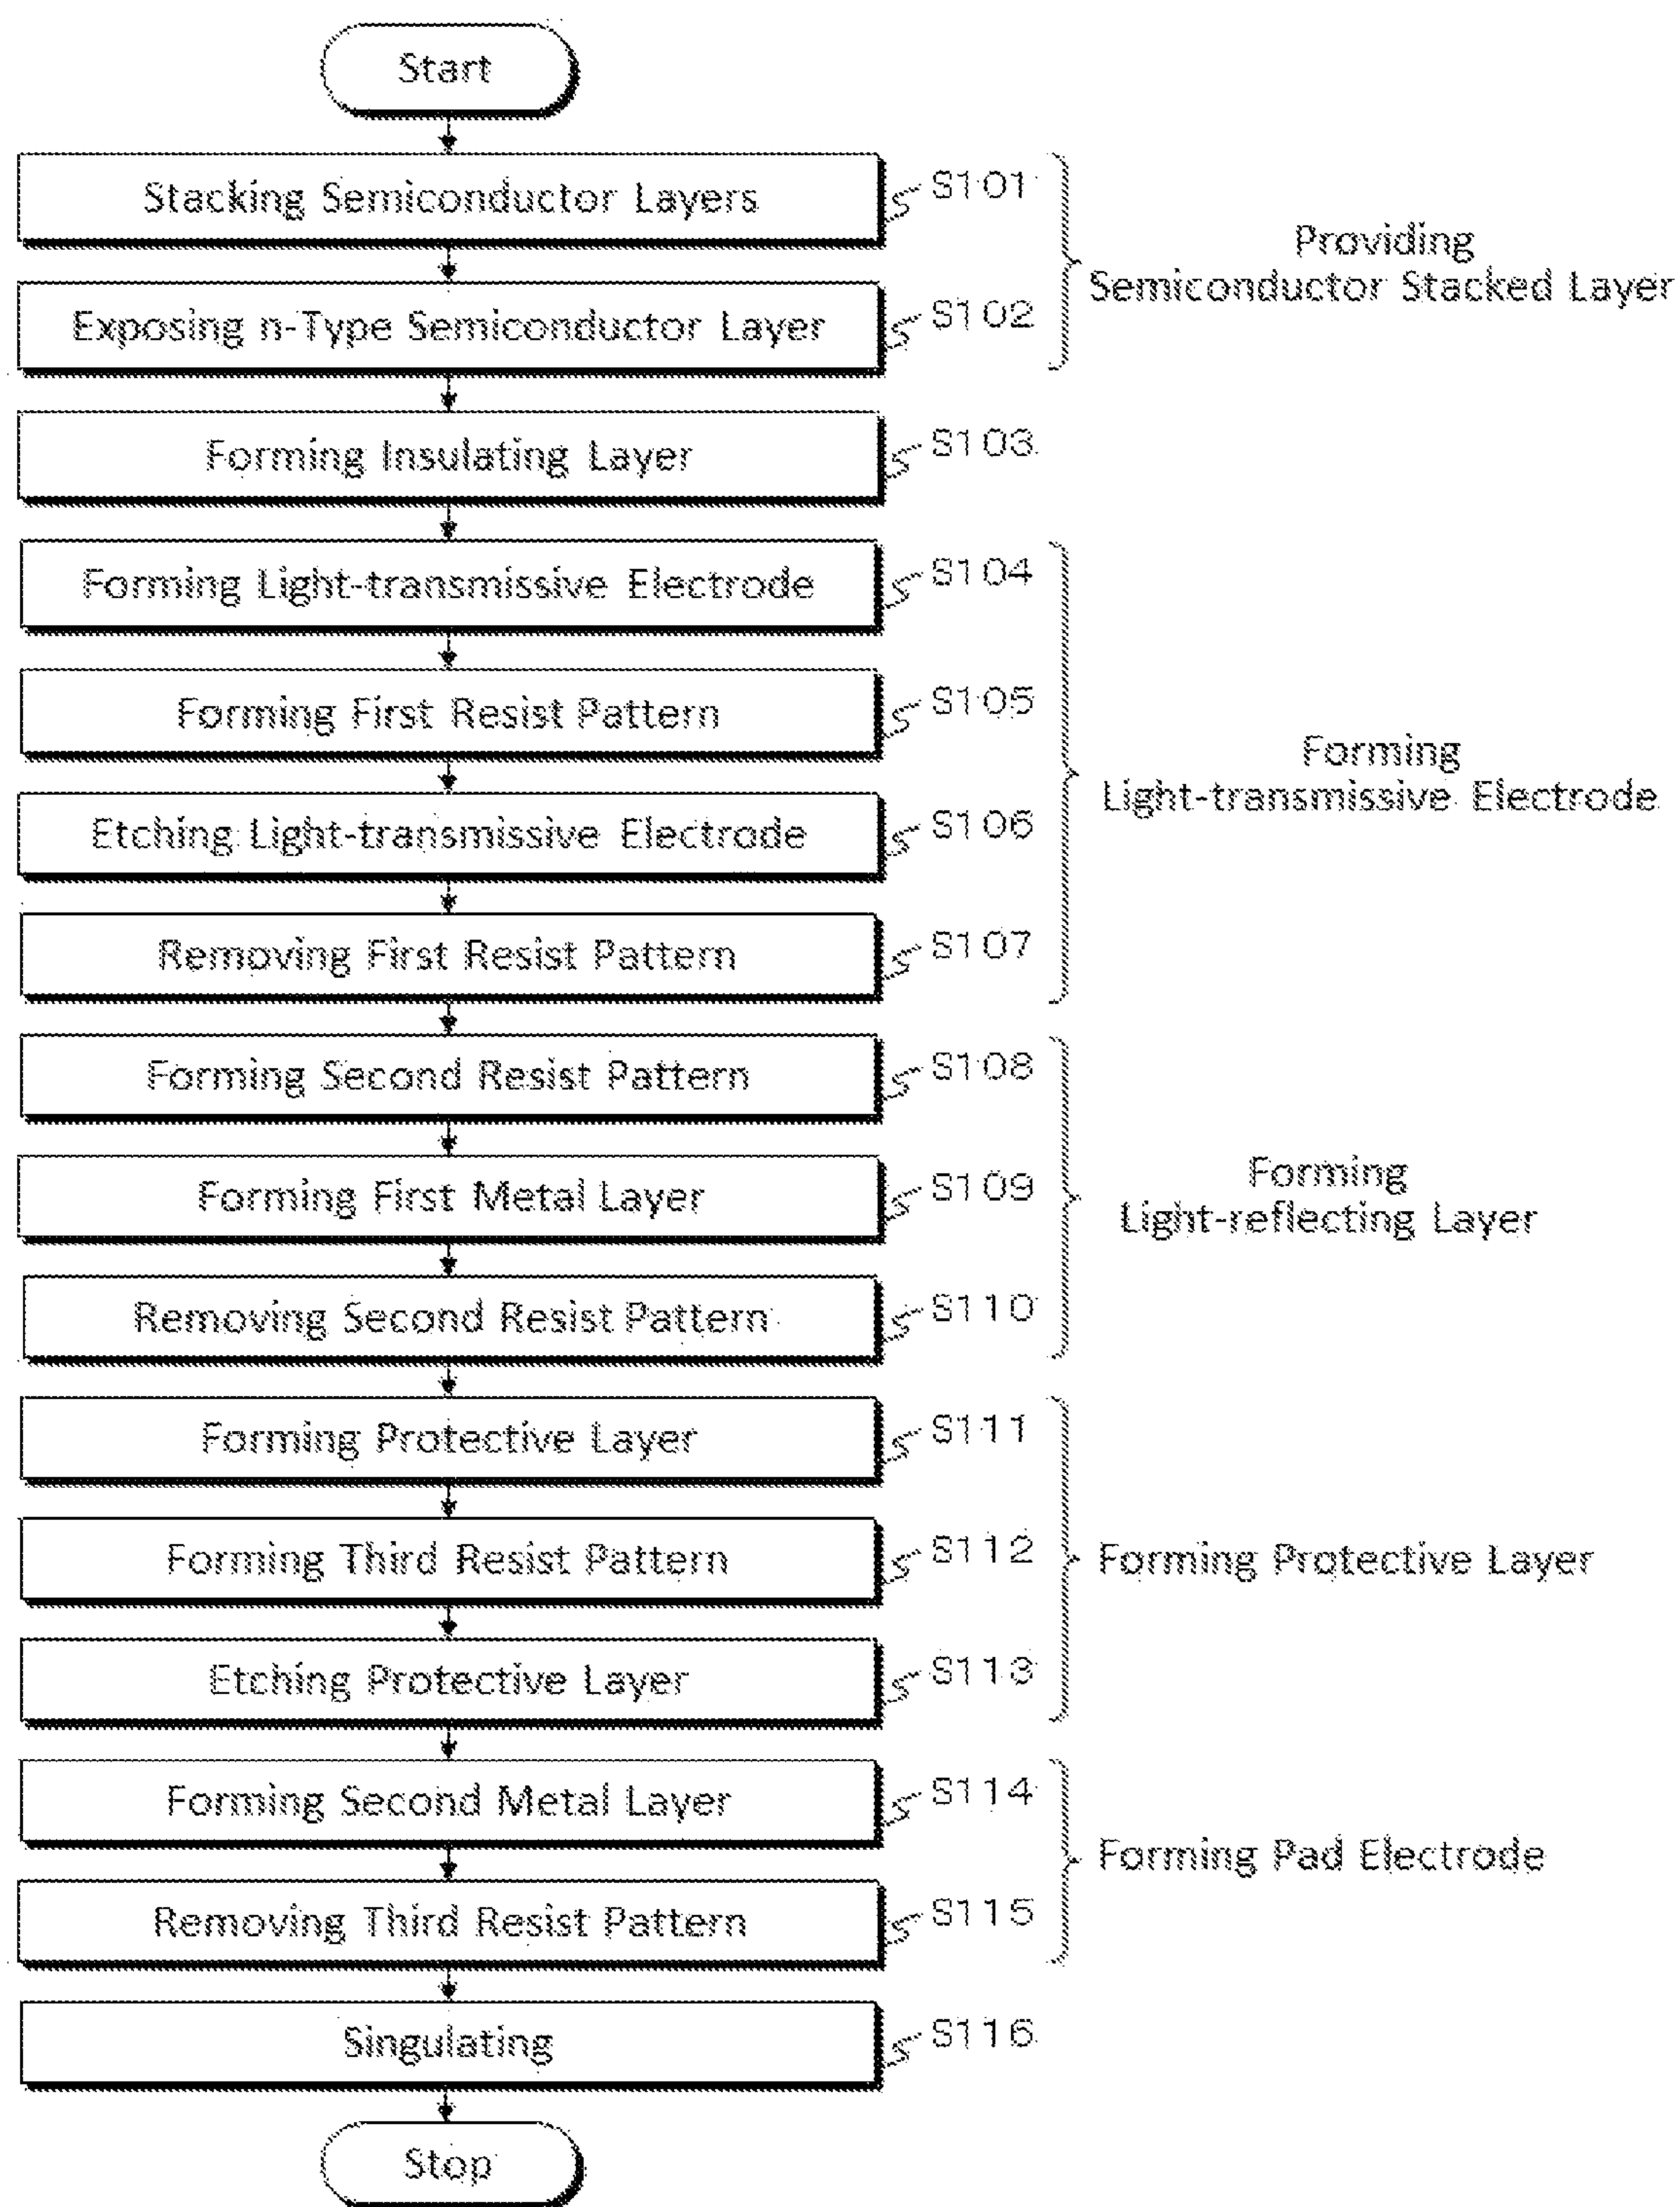 Start
Stacking Semiconductor Layers
S101
Exposing n-Type Semiconductor Layer
S102
Providing
Semiconductor Stacked Layer
Forming Insulating Layer
S103
Forming Light-transmissive Electrode
S104
Forming First Resist Pattern
S105
Etching Light-transmissive Electrode
S106
Removing First Resist Pattern
S107
Forming
Light-transmissive Electrode
Forming Second Resist Pattern
S108
Forming First Metal Layer
S109
Removing Second Resist Pattern
S110
Forming
Light-reflecting Layer
Forming Protective Layer
S111
Forming Third Resist Pattern
S112
Etching Protective Layer
S113
Forming Protective Layer
Forming Second Metal Layer
S114
Removing Third Resist Pattern
S115
Forming Pad Electrode
Singulating
S116
Stop